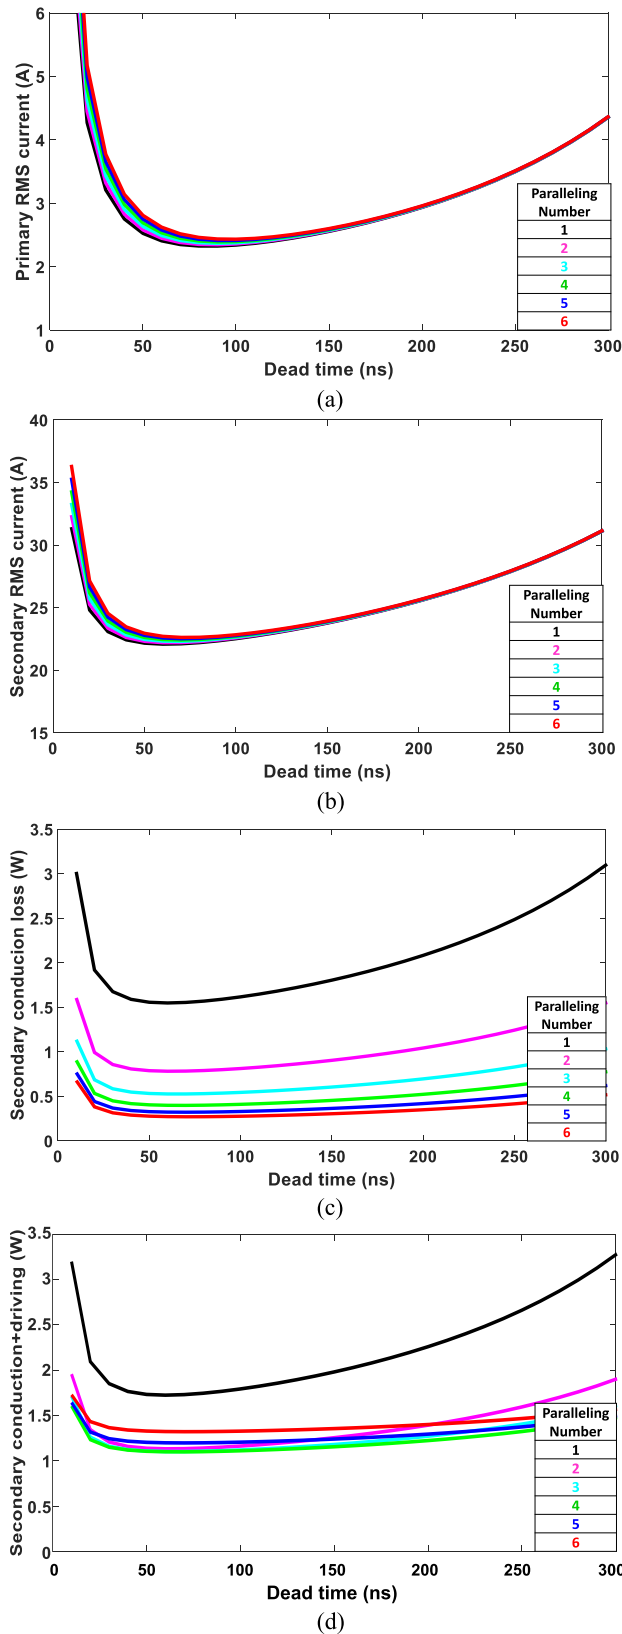 6
5
4
3
2
1
Primary RMS current (A)
Paralleling
Number
1
2
3
4
5
6
0 50 100 150 200 250 300
Dead time (ns)
(a)
40
35
30
25
20
15
Secondary RMS current (A)
Paralleling
Number
1
2
3
4
5
6
0 50 100 150 200 250 300
Dead time (ns)
(b)
3.5
3
2.5
2
1.5
1
0.5
0
Secondary conducion loss (W)
Paralleling
Number
1
2
3
4
5
6
0 50 100 150 200 250 300
Dead time (ns)
(c)
3.5
3
2.5
2
1.5
1
0.5
0
Secondary conduction+driving (W)
Paralleling
Number
1
2
3
4
5
6
0 50 100 150 200 250 300
Dead time (ns)
(d)